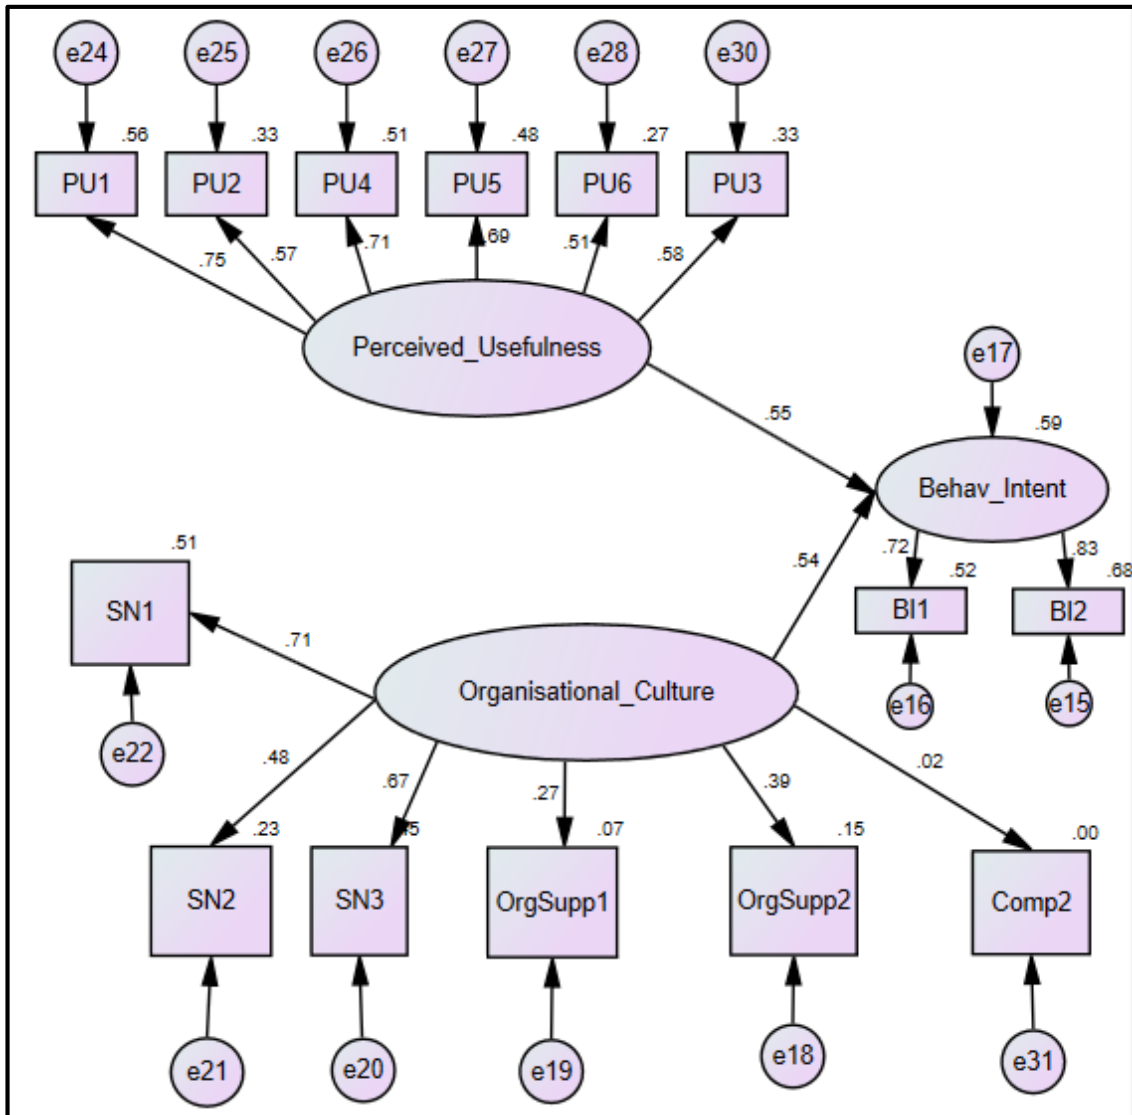 e24
e25
e26
e27
e28
e30
.56
.33
.51
.48
.27
.33
PU1
PU2
PU4
PU5
PU6
PU3
.75
.57
.71
.69
.51
.58
Perceived_Usefulness
e17
.55
.59
Behav_Intent
.51
.54
.72
.83
.52
.68
SN1
BI1
BI2
.71
Organisational_Culture
e16
e15
e22
.48
.67
.27
.39
.02
.23
.07
.15
.00
SN2
SN3
OrgSupp1
OrgSupp2
Comp2
e21
e20
e19
e18
e31